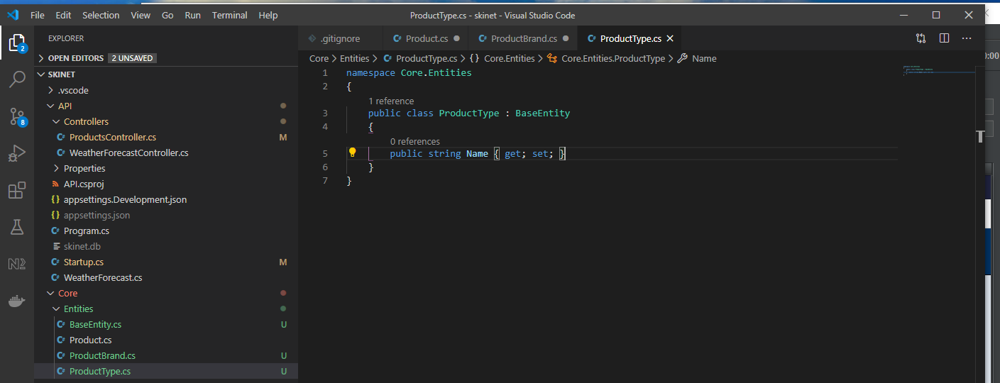 File Edit Selection View Go Run Terminal Help ProductType.cs - skinet - Visual Studio Code
EXPLORER
OPEN EDITORS 2 UNSAVED
SKINET
.vscode
API
Controllers
ProductsController.cs M
WeatherForecastController.cs
Properties
API.csproj
appsettings.Development.json
appsettings.json
Program.cs
skinet.db
Startup.cs M
WeatherForecast.cs
Core
Entities
BaseEntity.cs U
Product.cs
ProductBrand.cs U
ProductType.cs U
2
8
.gitignore Product.cs ProductBrand.cs ProductType.cs
Core > Entities > ProductType.cs > {} Core.Entities > Core.Entities.ProductType > Name
1 namespace Core.Entities
2 {
1 reference
3 public class ProductType : BaseEntity
4 {
0 references
5 public string Name { get; set; }
6 }
7 }
0:00